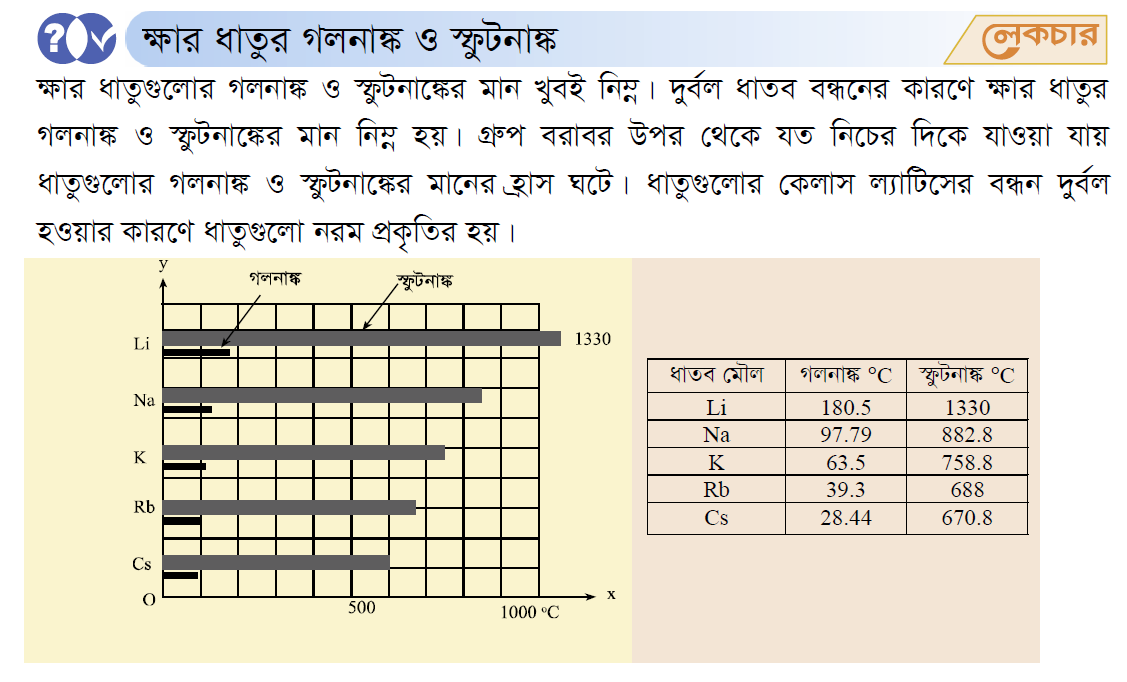 ক্ষার ধাতুর গলনাঙ্ক ও স্ফুটনাঙ্ক
লেকচার
ক্ষার ধাতুগুলোর গলনাঙ্ক ও স্ফুটনাঙ্কের মান খুবই নিম্ন। দুর্বল ধাতব বন্ধনের কারণে ক্ষার ধাতুর
গলনাঙ্ক ও স্ফুটনাঙ্কের মান নিম্ন হয়। গ্রুপ বরাবর উপর থেকে যত নিচের দিকে যাওয়া যায়
ধাতুগুলোর গলনাঙ্ক ও স্ফুটনাঙ্কের মানের হ্রাস ঘটে। ধাতুগুলোর কেলাস ল্যাটিসের বন্ধন দুর্বল
হওয়ার কারণে ধাতুগুলো নরম প্রকৃতির হয়।
y
গলনাঙ্ক স্ফুটনাঙ্ক
Li 1330
Na
K
Rb
Cs
O x
500 1000 °C
ধাতব মৌল গলনাঙ্ক °C স্ফুটনাঙ্ক °C
Li 180.5 1330
Na 97.79 882.8
K 63.5 758.8
Rb 39.3 688
Cs 28.44 670.8